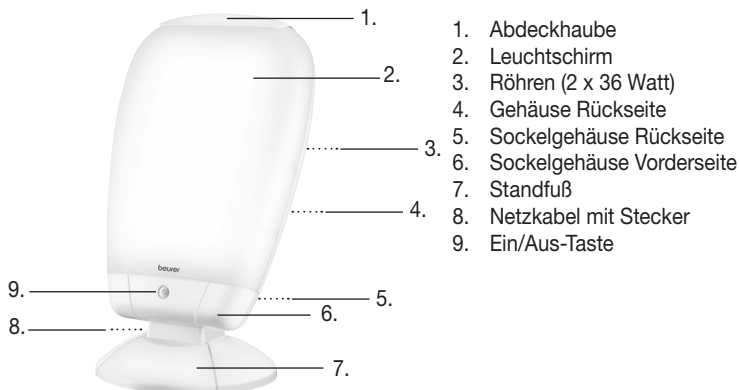 1.
2.
3.
4.
5.
6.
7.
8.
9.
beurer
1. Abdeckhaube
2. Leuchtschirm
3. Röhren (2 x 36 Watt)
4. Gehäuse Rückseite
5. Sockelgehäuse Rückseite
6. Sockelgehäuse Vorderseite
7. Standfuß
8. Netzkabel mit Stecker
9. Ein/Aus-Taste